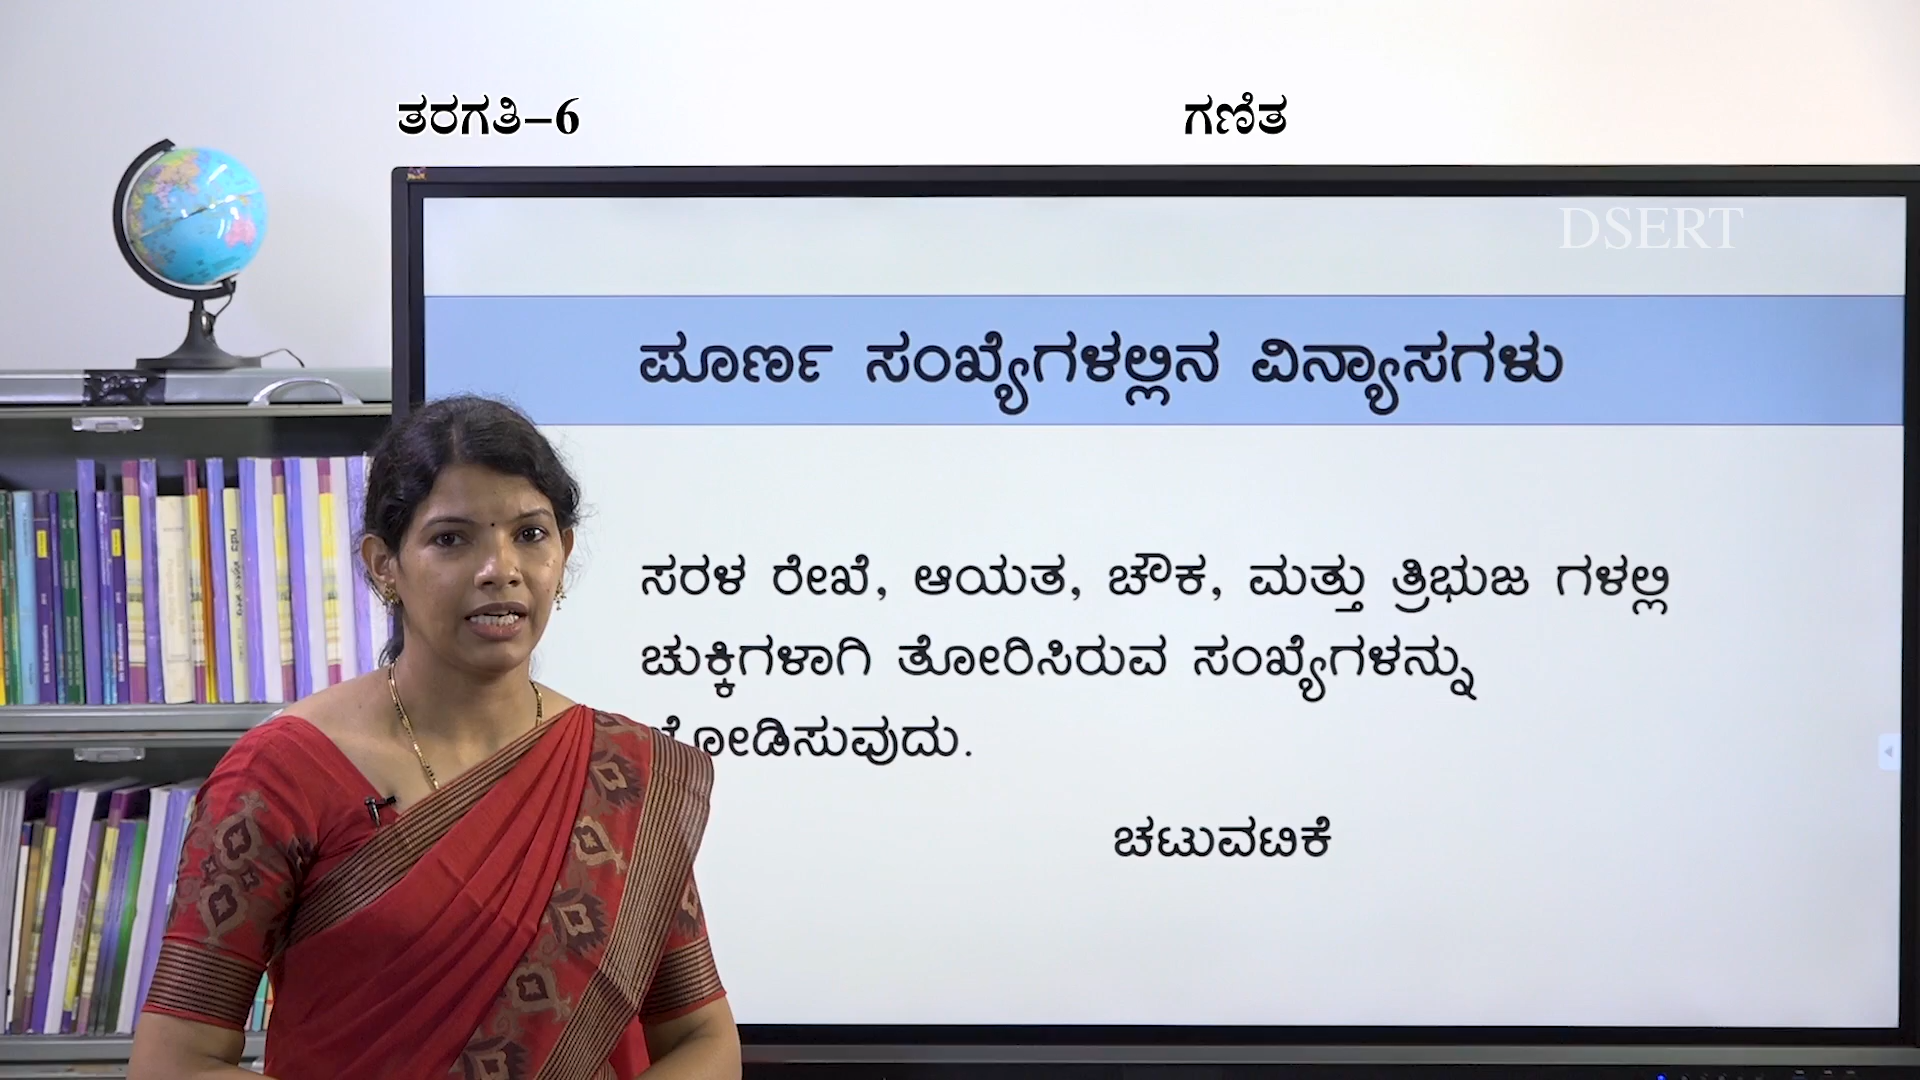 ತರಗತಿ–6
ಗಣಿತ
DSERT
ಪೂರ್ಣ ಸಂಖ್ಯೆಗಳಲ್ಲಿನ ವಿನ್ಯಾಸಗಳು
ಸರಳ ರೇಖೆ, ಆಯತ, ಚೌಕ, ಮತ್ತು ತ್ರಿಭುಜ ಗಳಲ್ಲಿ
ಚುಕ್ಕಿಗಳಾಗಿ ತೋರಿಸಿರುವ ಸಂಖ್ಯೆಗಳನ್ನು
ಜೋಡಿಸುವುದು.
ಚಟುವಟಿಕೆ